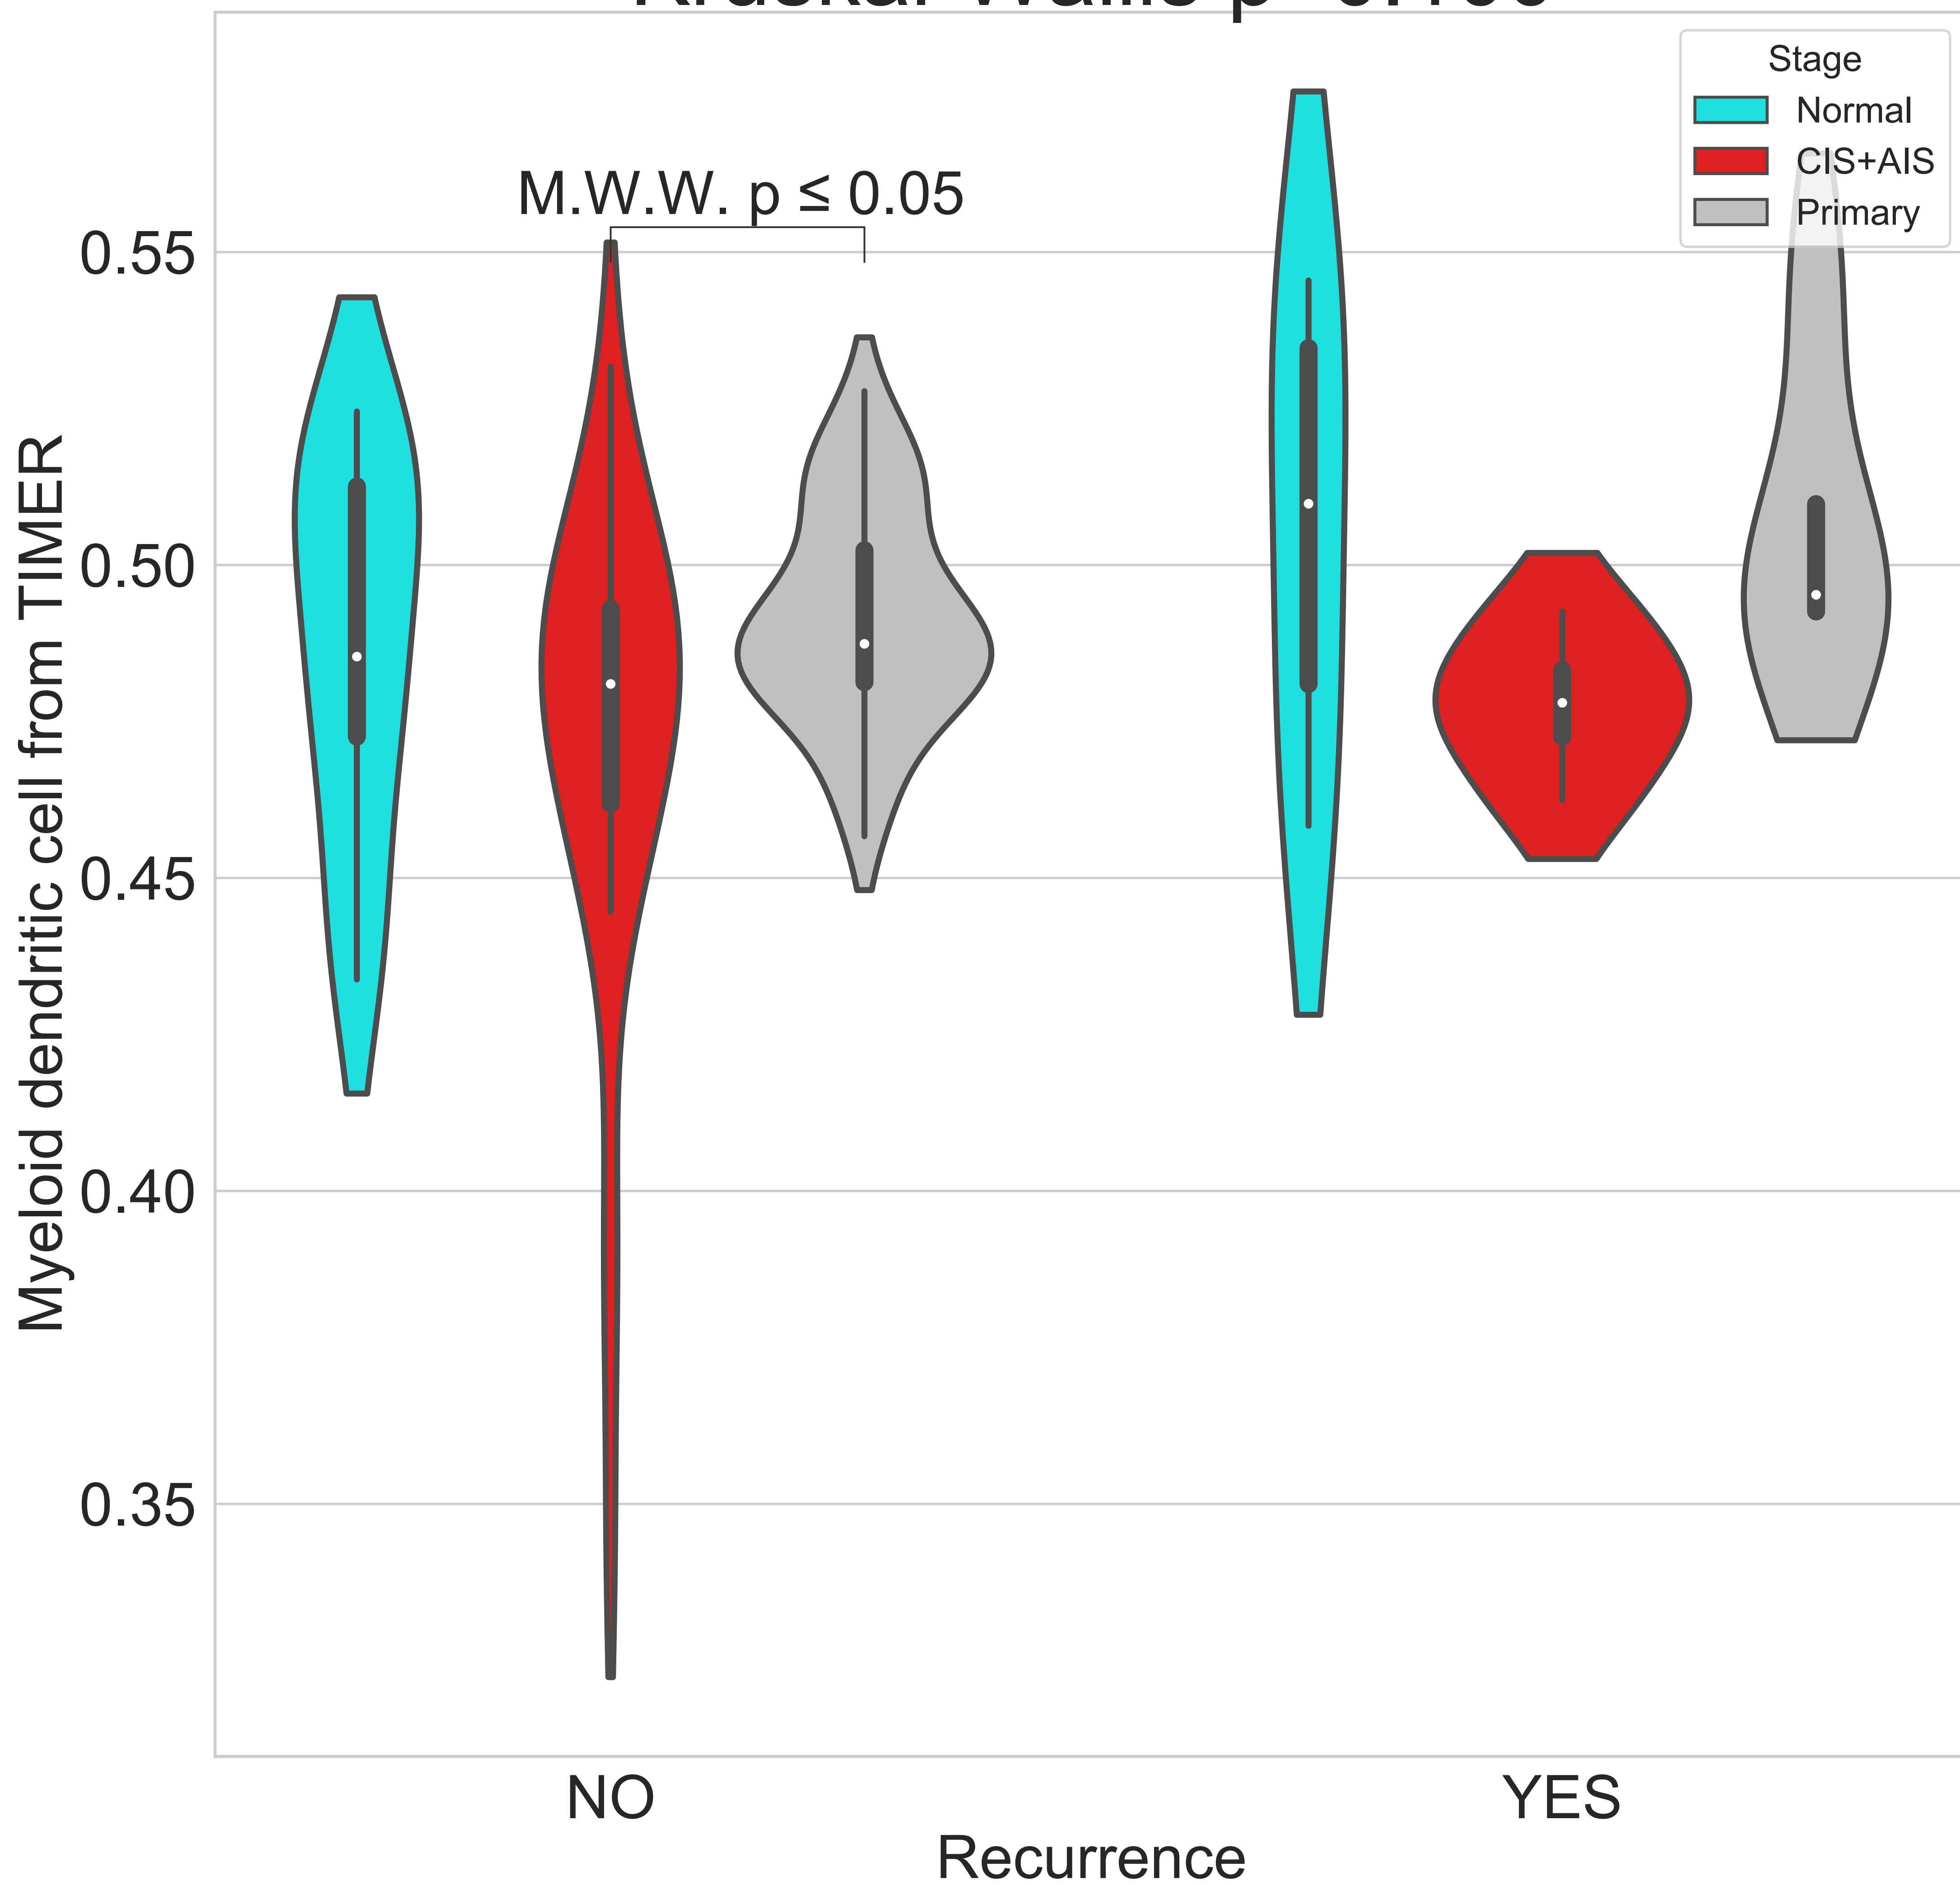 Stage
Normal
CIS+AIS
Primary
M.W.W. p ≤ 0.05
0.55
0.50
0.45
0.40
0.35
Myeloid dendritic cell from TIMER
NO
YES
Recurrence